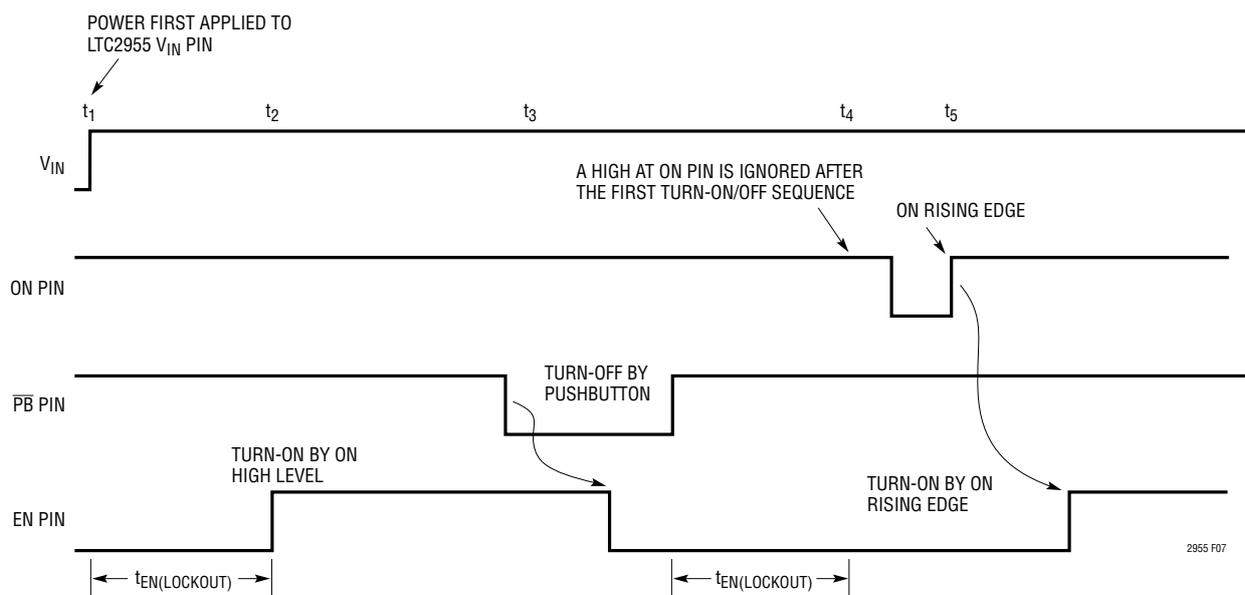 POWER FIRST APPLIED TO
LTC2955 VIN PIN
t1
t2
t3
t4
t5
VIN
A HIGH AT ON PIN IS IGNORED AFTER
THE FIRST TURN-ON/OFF SEQUENCE
ON RISING EDGE
ON PIN
TURN-OFF BY
PUSHBUTTON
PB PIN
TURN-ON BY ON
HIGH LEVEL
TURN-ON BY ON
RISING EDGE
EN PIN
2955 F07
tEN(LOCKOUT)
tEN(LOCKOUT)